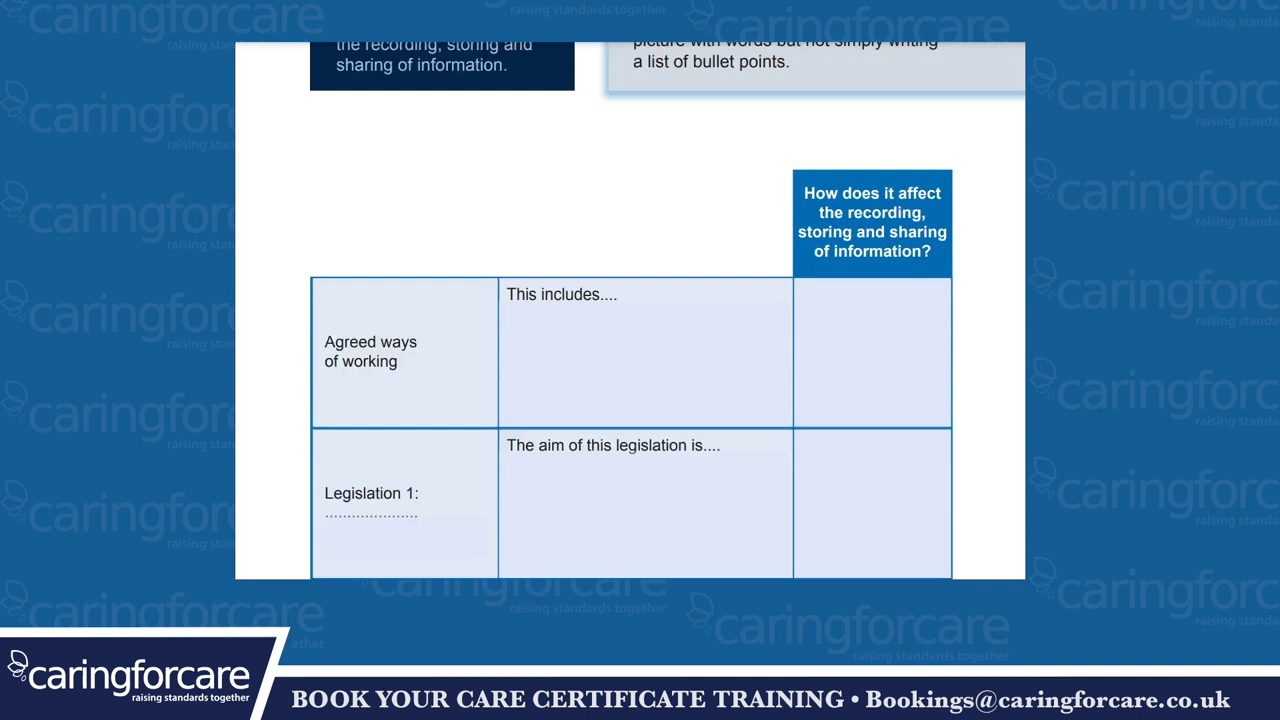 the recording, storing and
sharing of information.
picture with words but not simply writing
a list of bullet points.
How does it affect
the recording,
storing and sharing
of information?
Agreed ways
of working
This includes....
Legislation 1:
.....................
The aim of this legislation is....
caringforcare
raising standards together
BOOK YOUR CARE CERTIFICATE TRAINING • Bookings@caringforcare.co.uk